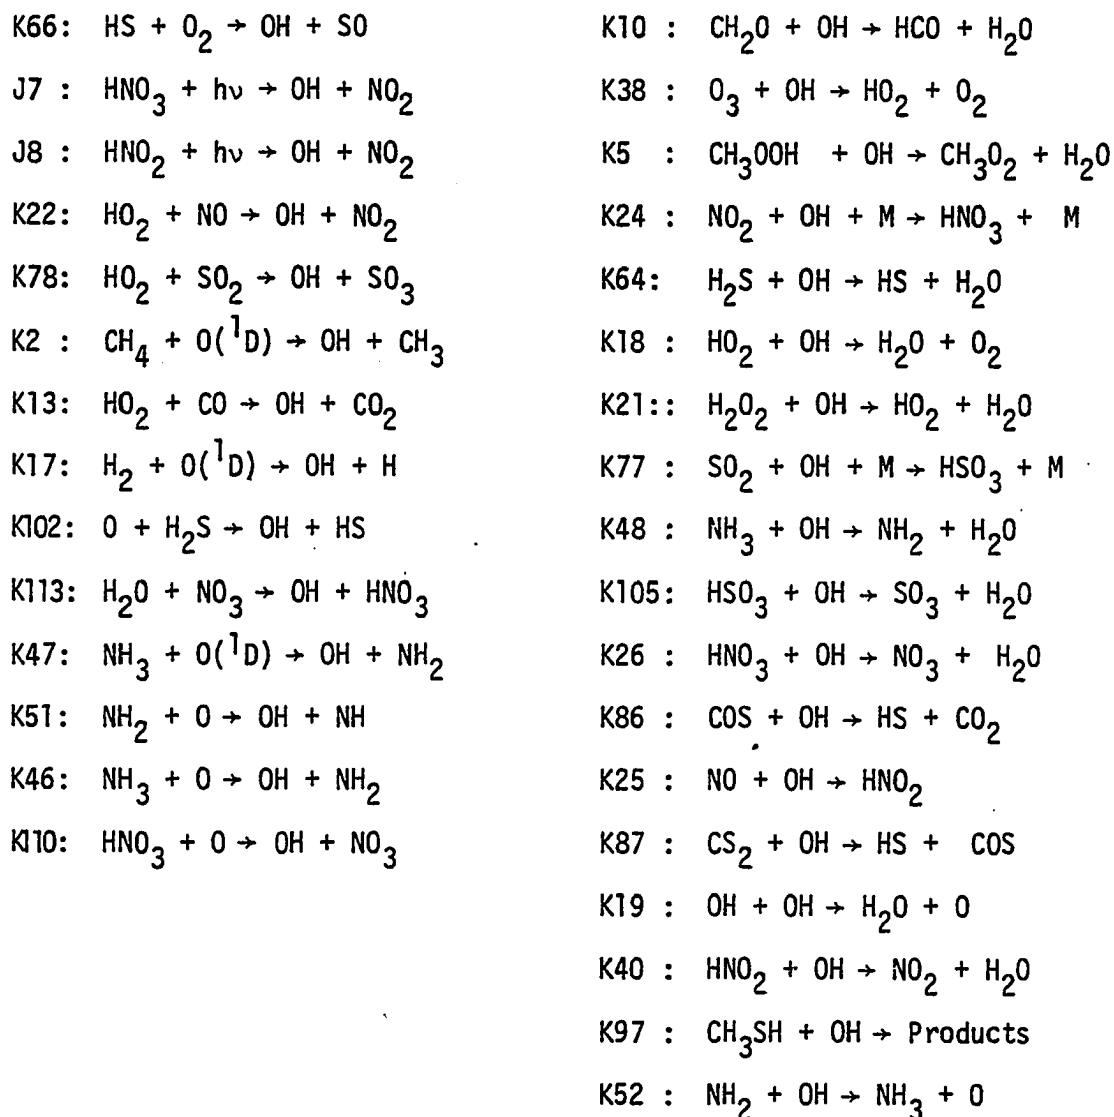 K66: HS + O₂ → OH + SO
J7 : HNO₃ + hν → OH + NO₂
J8 : HNO₂ + hν → OH + NO₂
K22: HO₂ + NO → OH + NO₂
K78: HO₂ + SO₂ → OH + SO₃
K2 : CH₄ + O(¹D) → OH + CH₃
K13: HO₂ + CO → OH + CO₂
K17: H₂ + O(¹D) → OH + H
K102: O + H₂S → OH + HS
K113: H₂O + NO₃ → OH + HNO₃
K47: NH₃ + O(¹D) → OH + NH₂
K51: NH₂ + O → OH + NH
K46: NH₃ + O → OH + NH₂
K110: HNO₃ + O → OH + NO₃
K10 : CH₂O + OH → HCO + H₂O
K38 : O₃ + OH → HO₂ + O₂
K5 : CH₃OOH + OH → CH₃O₂ + H₂O
K24 : NO₂ + OH + M → HNO₃ + M
K64: H₂S + OH → HS + H₂O
K18 : HO₂ + OH → H₂O + O₂
K21:: H₂O₂ + OH → HO₂ + H₂O
K77 : SO₂ + OH + M → HSO₃ + M
K48 : NH₃ + OH → NH₂ + H₂O
K105: HSO₃ + OH → SO₃ + H₂O
K26 : HNO₃ + OH → NO₃ + H₂O
K86 : COS + OH → HS + CO₂
K25 : NO + OH → HNO₂
K87 : CS₂ + OH → HS + COS
K19 : OH + OH → H₂O + O
K40 : HNO₂ + OH → NO₂ + H₂O
K97 : CH₃SH + OH → Products
K52 : NH₂ + OH → NH₃ + O